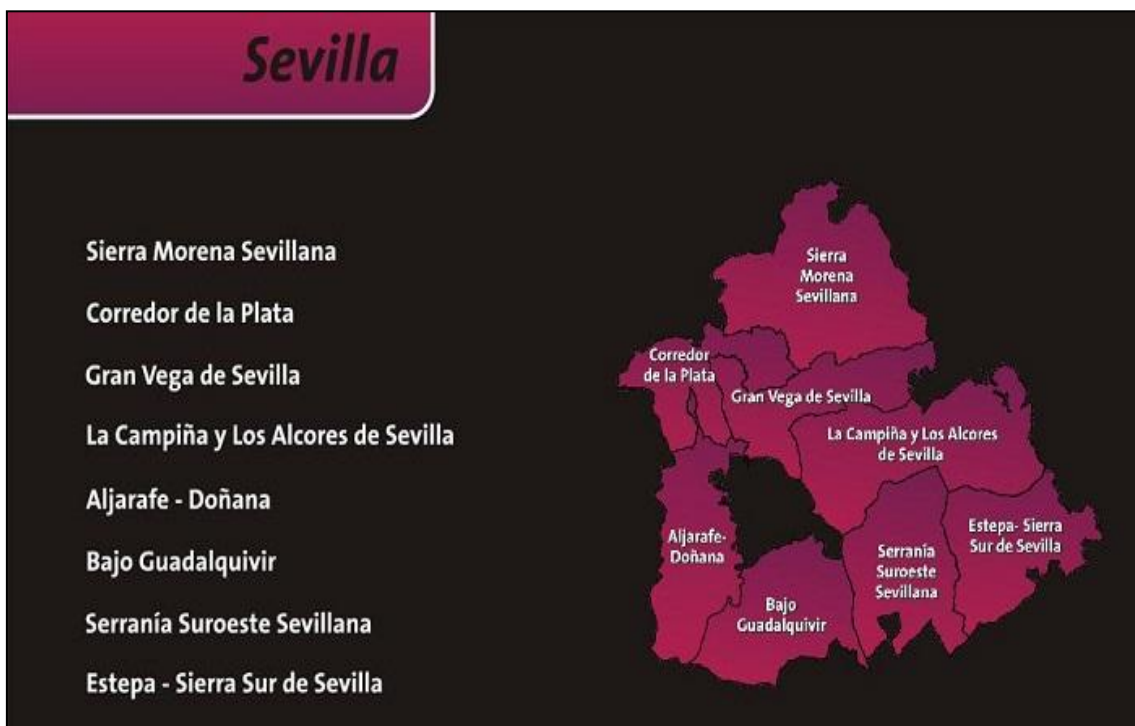 Sevilla
Sierra Morena Sevillana
Corredor de la Plata
Gran Vega de Sevilla
La Campiña y Los Alcores de Sevilla
Aljarafe - Doñana
Bajo Guadalquivir
Serranía Suroeste Sevillana
Estepa - Sierra Sur de Sevilla
Sierra
Morena
Sevillana
Corredor
de la Plata
Gran Vega de Sevilla
La Campiña y Los Alcores
de Sevilla
Aljarafe-
Doñana
Estepa- Sierra
Sur de Sevilla
Serranía
Suroeste
Sevillana
Bajo
Guadalquivir